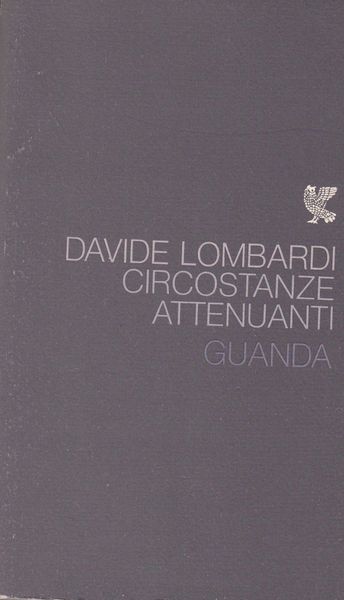 DAVIDE LOMBARDI
CIRCOSTANZE
ATTENUANTI
GUANDA